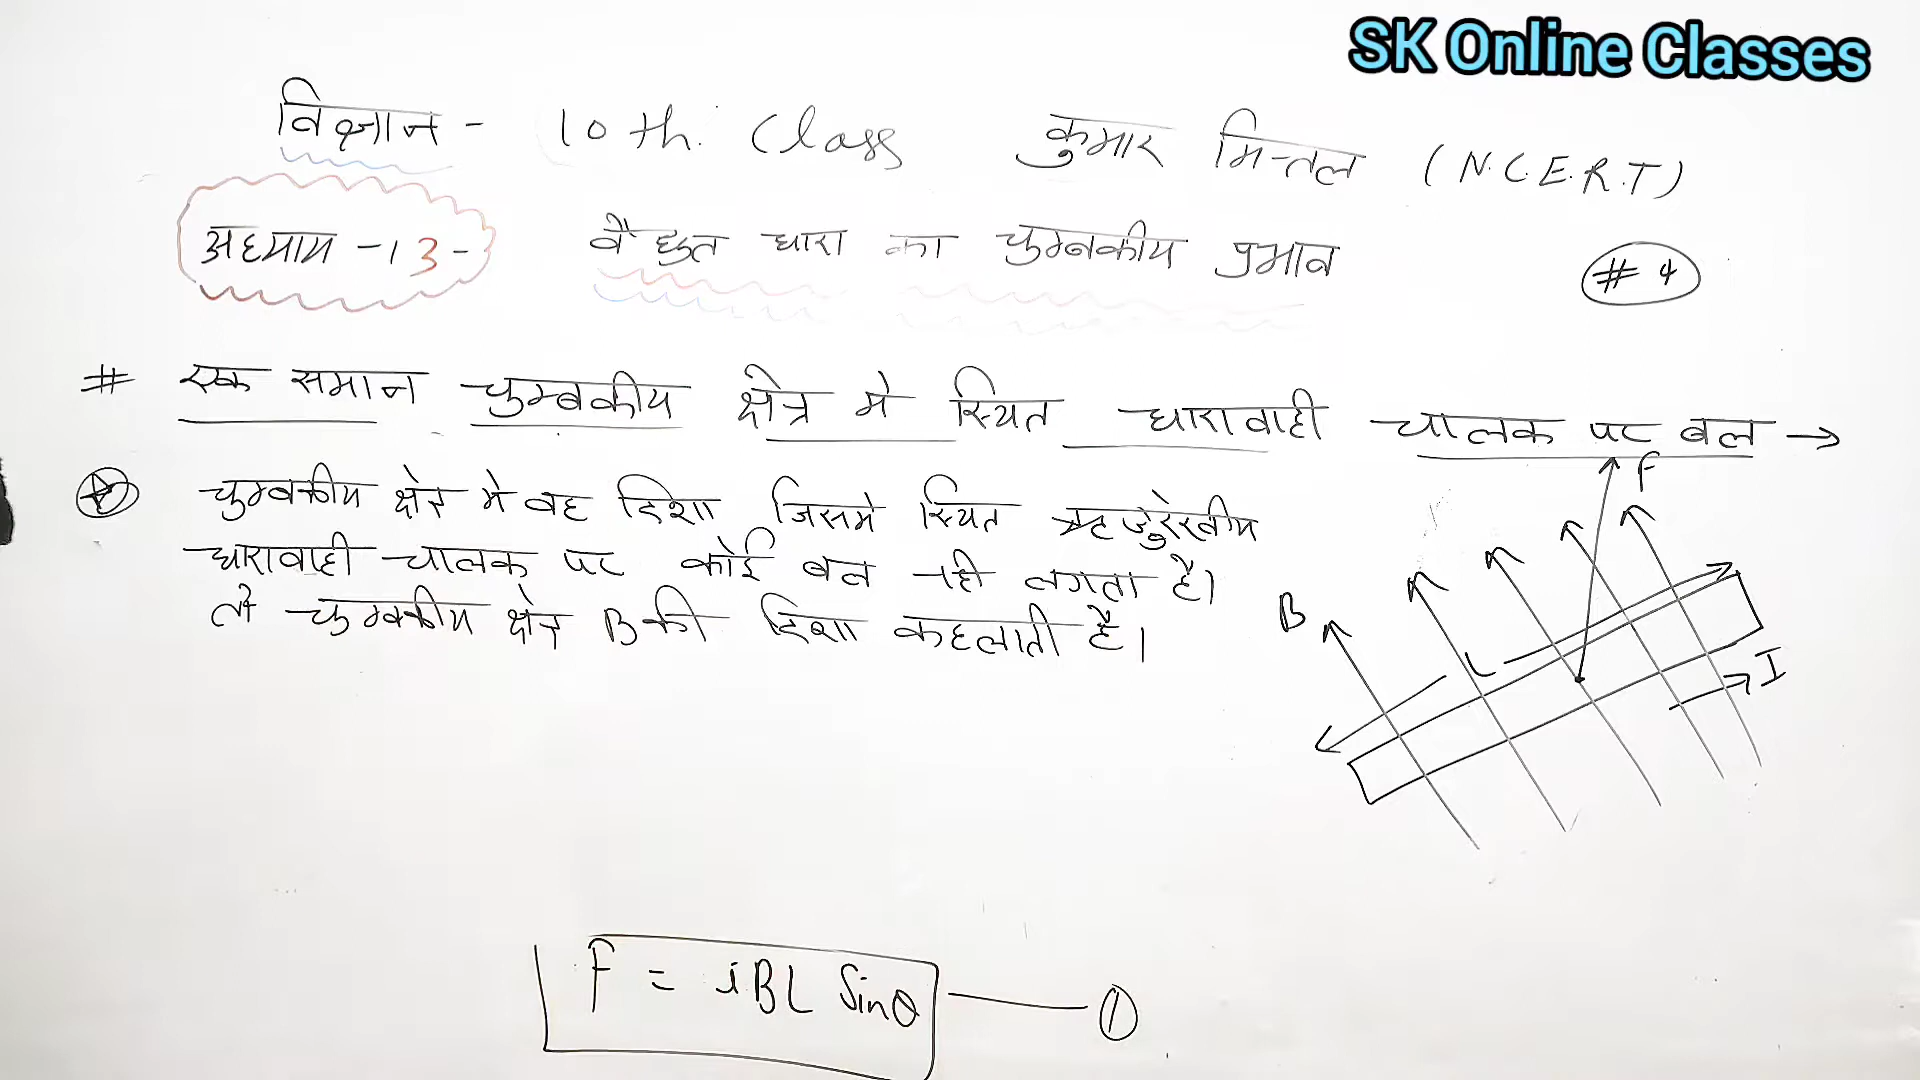 SK Online Classes
विज्ञान - 10th. Class कुमार मित्तल (N.C.E.R.T)
अध्याय -13- वैद्युत धारा का चुम्बकीय प्रभाव
# 4
# एक समान चुम्बकीय क्षेत्र मे स्थित धारावाही चालक पर बल →
चुम्बकीय क्षेत्र मे वह दिशा जिसमे स्थित ऋजुरेखीय
धारावाही चालक पर कोई बल नही लगता है।
तो चुम्बकीय क्षेत्र B की दिशा कहलाती है।
F
B
L
I
F = iBL Sinθ — ①